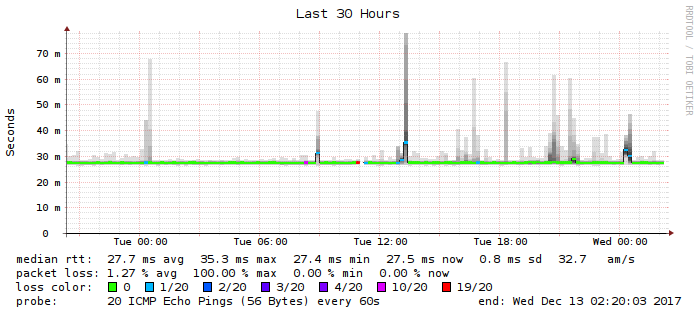 Last 30 Hours
RRDTOOL / TOBI OETIKER
Seconds
70 m
60 m
50 m
40 m
30 m
20 m
10 m
0
Tue 00:00 Tue 06:00 Tue 12:00 Tue 18:00 Wed 00:00
median rtt: 27.7 ms avg 35.3 ms max 27.4 ms min 27.5 ms now 0.8 ms sd 32.7 am/s
packet loss: 1.27 % avg 100.00 % max 0.00 % min 0.00 % now
loss color: 0 1/20 2/20 3/20 4/20 10/20 19/20
probe: 20 ICMP Echo Pings (56 Bytes) every 60s end: Wed Dec 13 02:20:03 2017